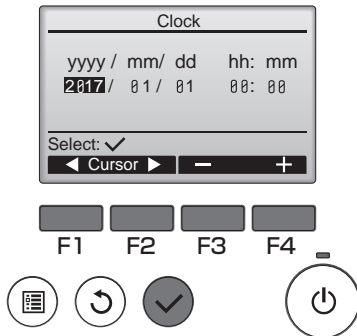 Clock
yyyy / mm/ dd hh: mm
2017/ 01/ 01 00: 00
Select: ✓
◀ Cursor ▶ − +
F1 F2 F3 F4